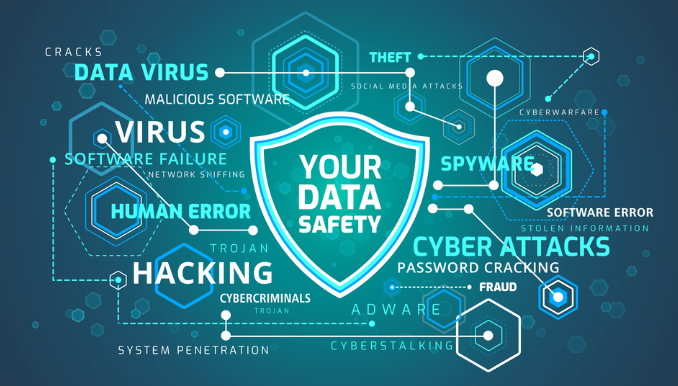 CRACKS
DATA VIRUS
THEFT
SOCIAL MEDIA ATTACKS
MALICIOUS SOFTWARE
CYBERWARFARE
VIRUS
SOFTWARE FAILURE
NETWORK SHIFFING
YOUR
DATA
SAFETY
SPYWARE
HUMAN ERROR
SOFTWARE ERROR
STOLEN INFORMATION
TROJAN
CYBER ATTACKS
HACKING
PASSWORD CRACKING
CYBERCRIMINALS
TROJAN
FRAUD
ADWARE
SYSTEM PENETRATION
CYBERSTALKING